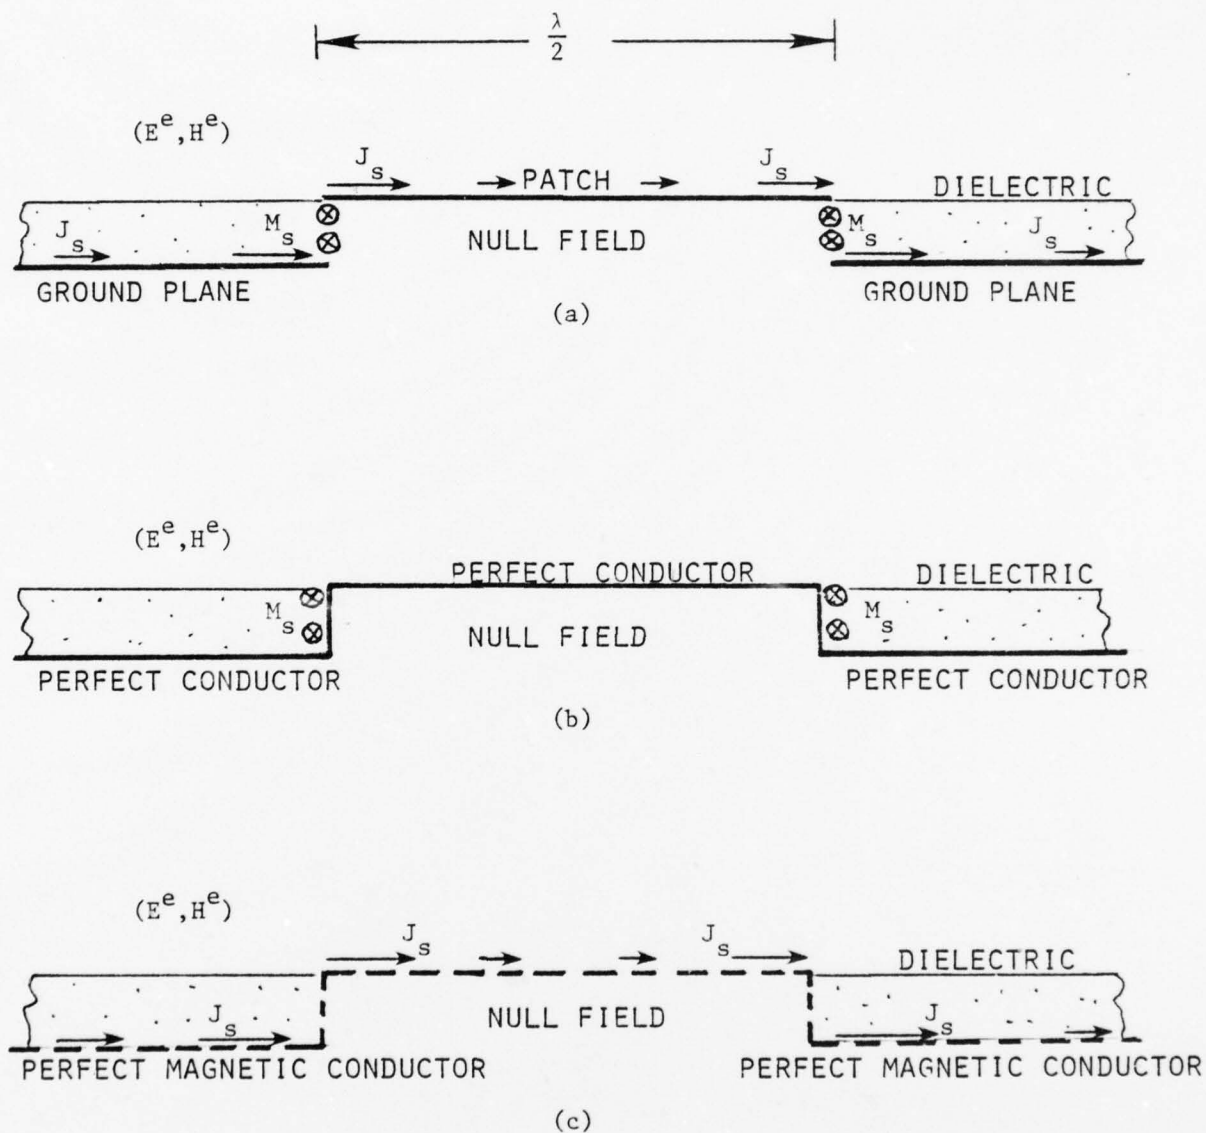 λ/2
(E^e,H^e)
J_s J_s
PATCH
DIELECTRIC
J_s M_s NULL FIELD M_s J_s
GROUND PLANE GROUND PLANE
(a)
(E^e,H^e)
PERFECT CONDUCTOR DIELECTRIC
M_s NULL FIELD M_s
PERFECT CONDUCTOR PERFECT CONDUCTOR
(b)
(E^e,H^e)
J_s J_s
DIELECTRIC
J_s NULL FIELD J_s
PERFECT MAGNETIC CONDUCTOR PERFECT MAGNETIC CONDUCTOR
(c)